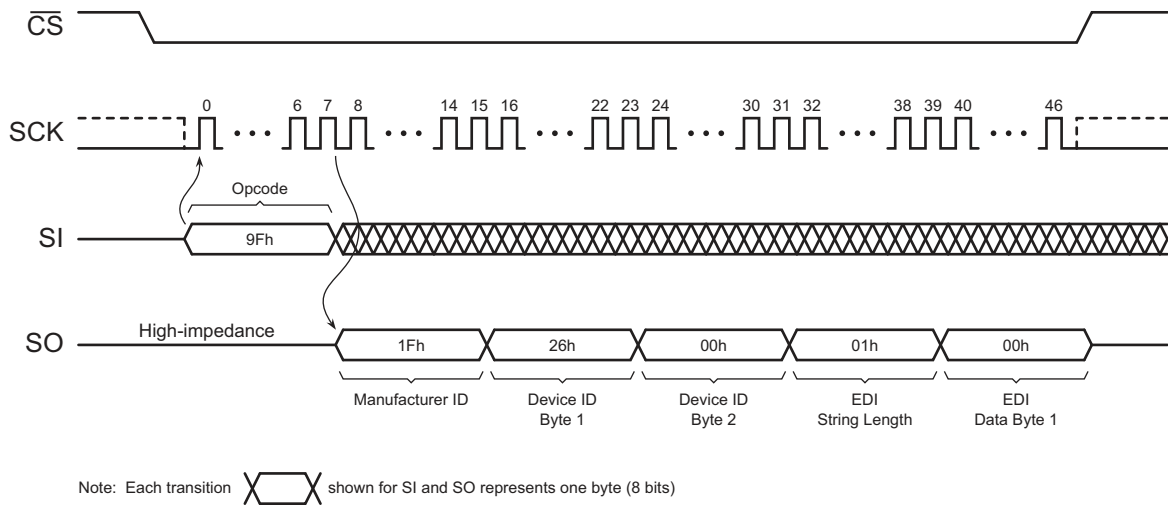 CS
0 6 7 8 14 15 16 22 23 24 30 31 32 38 39 40 46
SCK
Opcode
SI
9Fh
High-impedance
SO
1Fh 26h 00h 01h 00h
Manufacturer ID Device ID Device ID EDI EDI
Byte 1 Byte 2 String Length Data Byte 1
Note: Each transition shown for SI and SO represents one byte (8 bits)